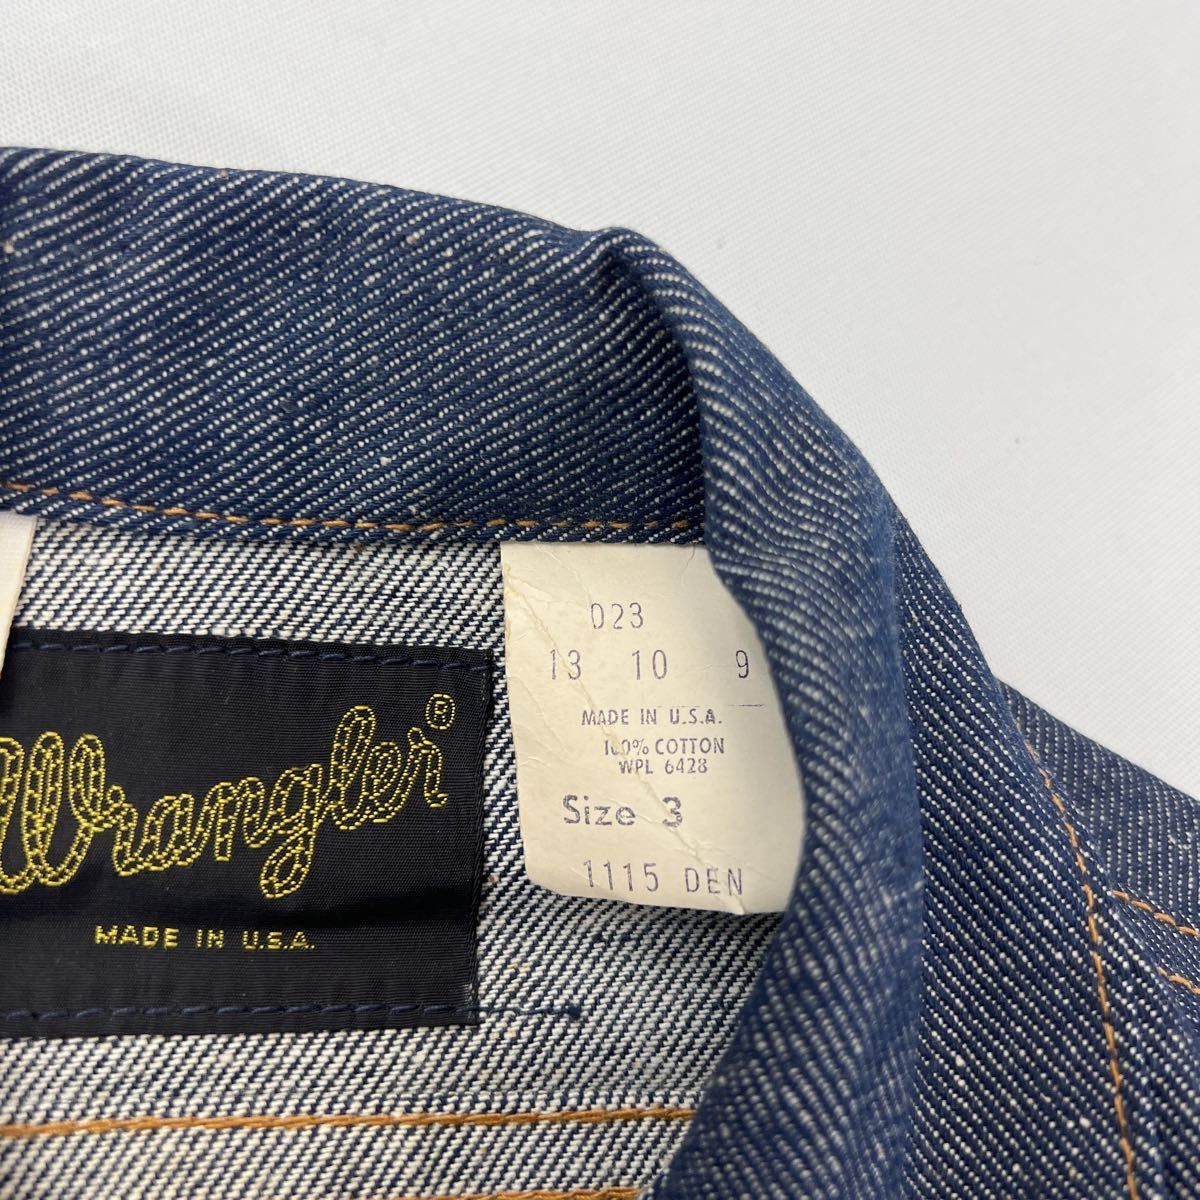 Wrangler®
MADE IN U.S.A.
023
13 10 9
MADE IN U.S.A.
100% COTTON
WPL 6428
Size 3
1115 DEN